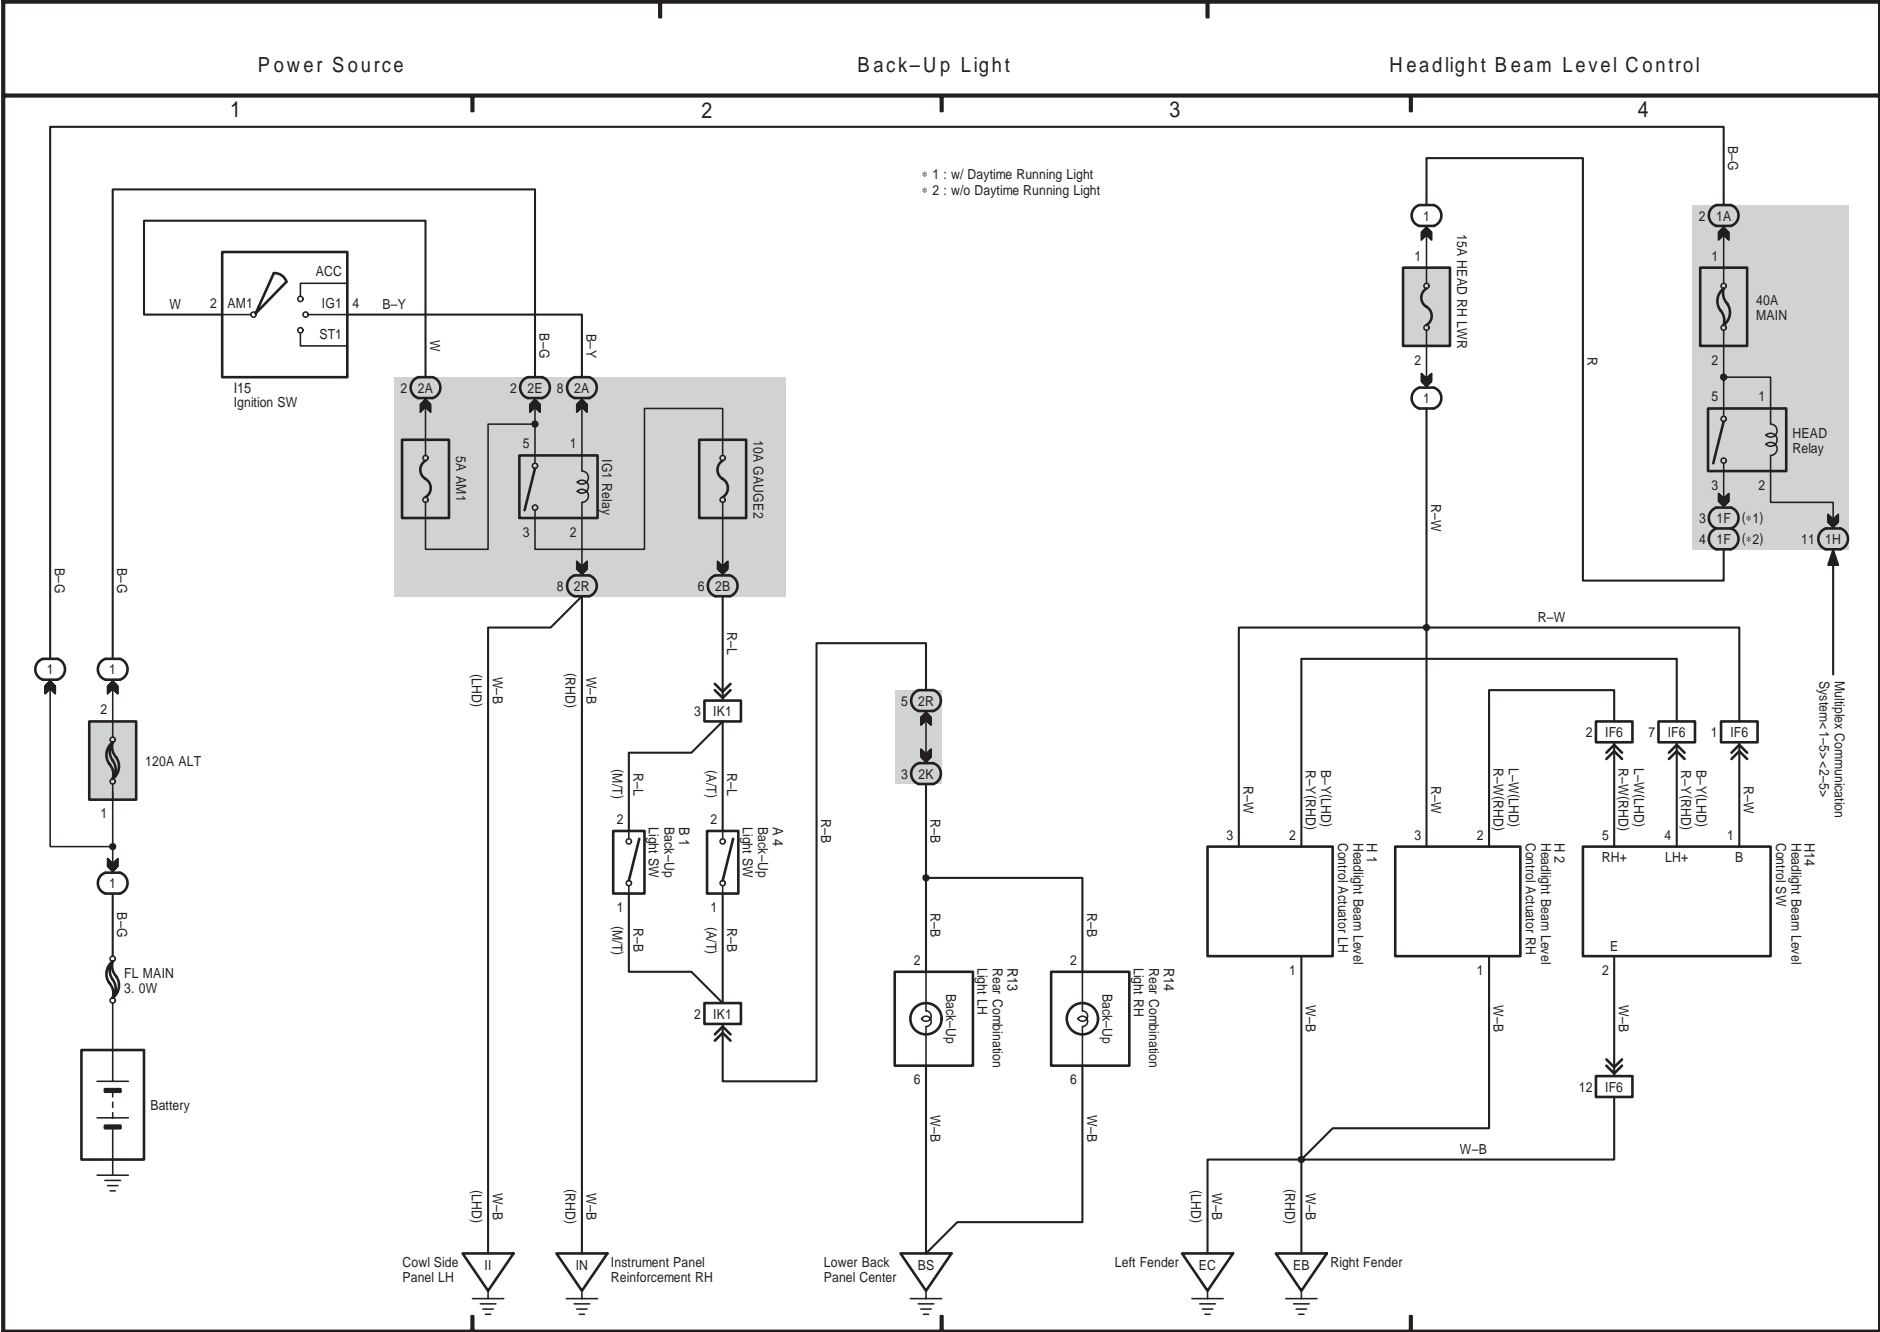 Power Source
Back–Up Light
Headlight Beam Level Control
1
2
3
4
B–G
∗ 1 : w/ Daytime Running Light
∗ 2 : w/o Daytime Running Light
ACC
W
2
AM1
IG1
4
B–Y
ST1
I15
Ignition SW
W
B–G
B–Y
2
2A
2
2E
8
2A
5A AM1
5
1
IG1 Relay
3
2
10A GAUGE2
8
2R
6
2B
1
1
15A HEAD RH LWR
2
1
R
2
1A
1
40A
MAIN
2
5
1
HEAD
Relay
3
2
3
1F
(∗1)
4
1F
(∗2)
11
1H
Multiplex Communication
System<1–5><2–5>
B–G
B–G
1
1
2
120A ALT
1
1
B–G
FL MAIN
3. 0W
Battery
W–B
(LHD)
W–B
(RHD)
R–L
3
IK1
R–L
(M/T)
R–L
(A/T)
2
2
B 1
Back–Up
Light SW
A 4
Back–Up
Light SW
1
1
R–B
(M/T)
R–B
(A/T)
2
IK1
R–B
5
2R
3
2K
R–B
R–B
R–B
2
2
Back–Up
R13
Rear Combination
Light LH
Back–Up
R14
Rear Combination
Light RH
6
6
W–B
W–B
R–W
R–W
2
IF6
7
IF6
1
IF6
R–W
B–Y(LHD)
R–Y(RHD)
R–W
L–W(LHD)
R–W(RHD)
L–W(LHD)
R–W(RHD)
B–Y(LHD)
R–Y(RHD)
R–W
3
2
3
2
5
4
1
RH+
LH+
B
H 1
Headlight Beam Level
Control Actuator LH
H 2
Headlight Beam Level
Control Actuator RH
H14
Headlight Beam Level
Control SW
E
1
1
2
W–B
W–B
W–B
12
IF6
W–B
W–B
(LHD)
W–B
(RHD)
W–B
(LHD)
W–B
(RHD)
Cowl Side
Panel LH
II
IN
Instrument Panel
Reinforcement RH
Lower Back
Panel Center
BS
Left Fender
EC
EB
Right Fender